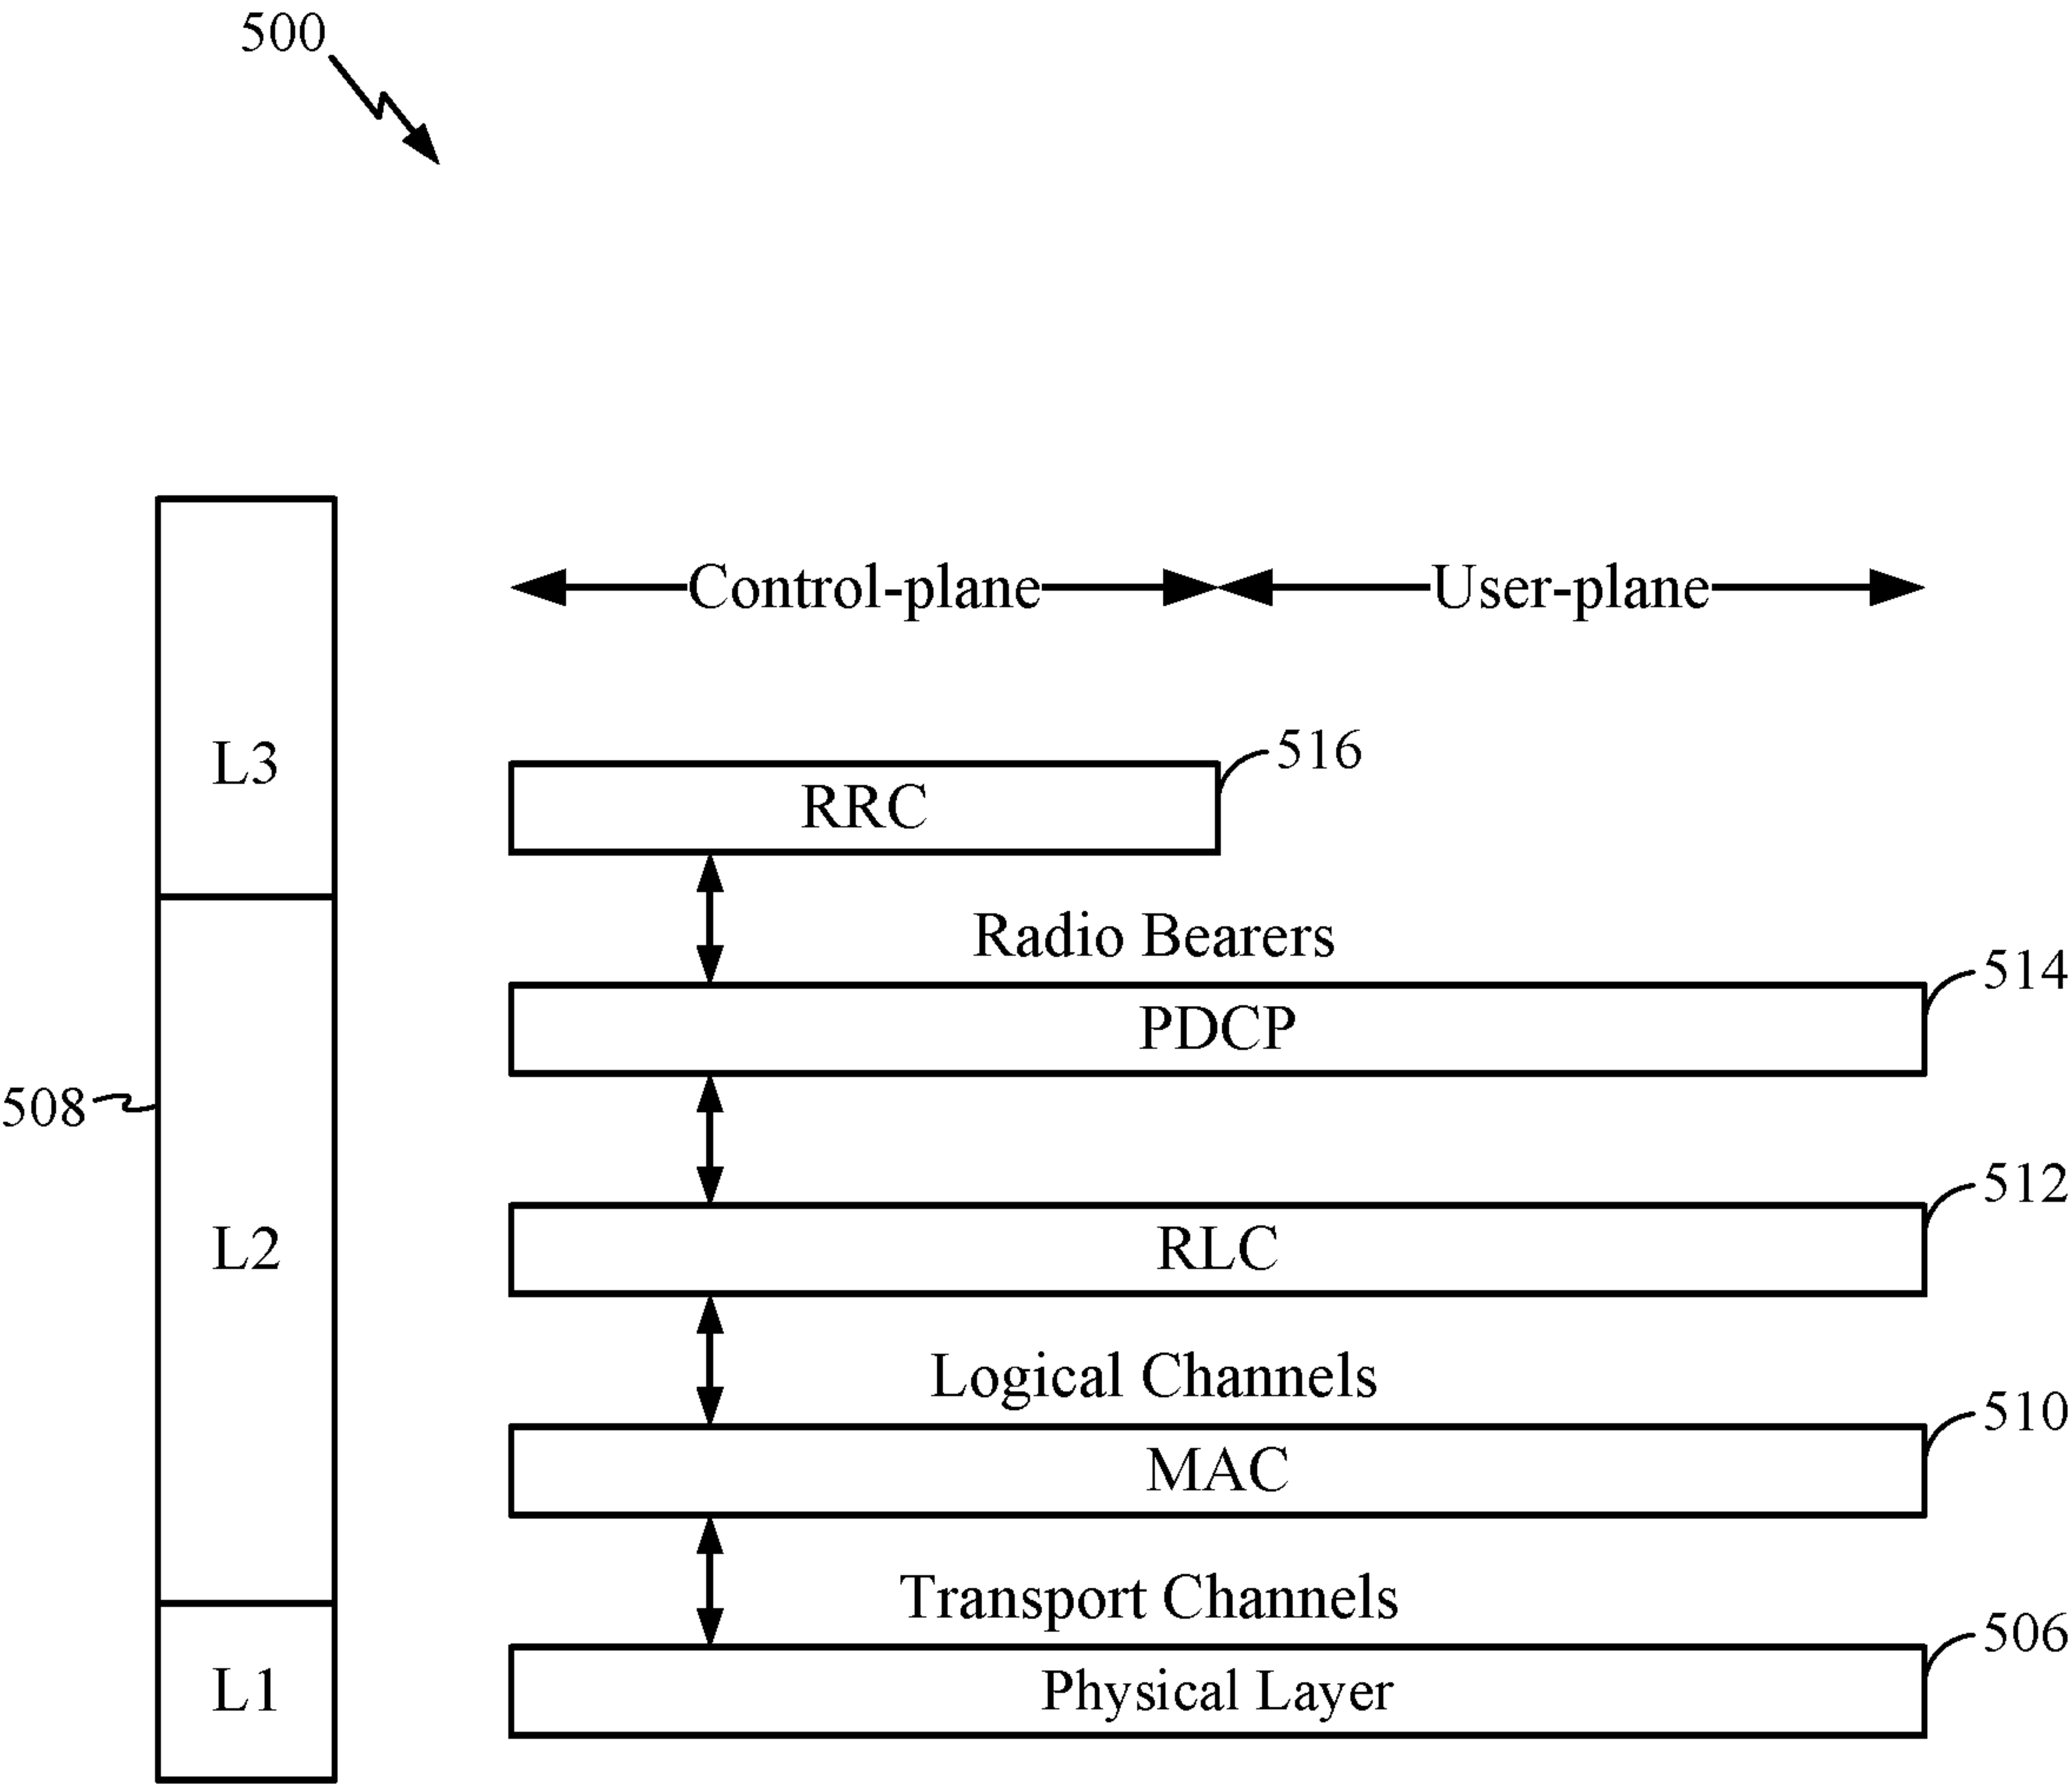 500
Control-plane
User-plane
L3
516
RRC
Radio Bearers
514
PDCP
508
512
L2
RLC
Logical Channels
510
MAC
Transport Channels
506
L1
Physical Layer